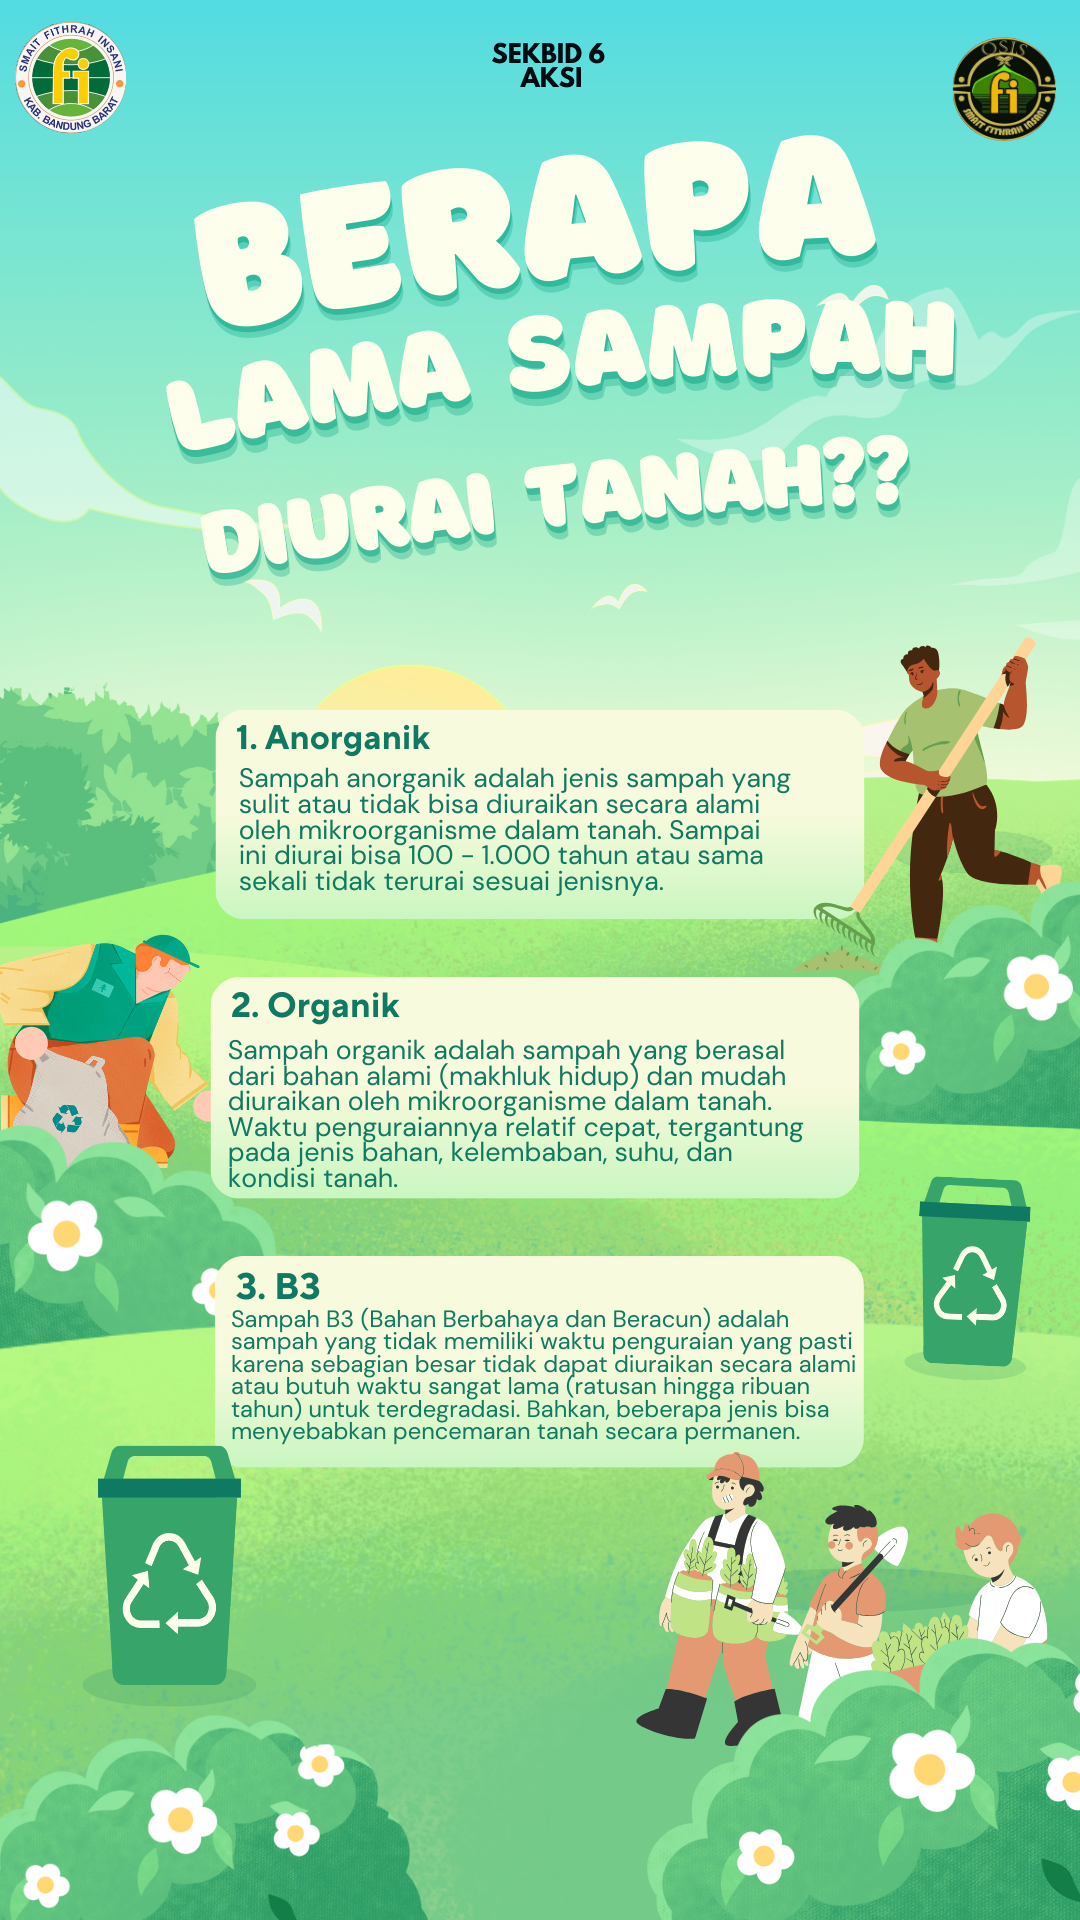 SMAIT FITHRAH INSANI
fi
KAB. BANDUNG BARAT
SEKBID 6
AKSI
OSIS
fi
SMAIT FITHRAH INSANI
BERAPA
LAMA SAMPAH
DIURAI TANAH??
1. Anorganik
Sampah anorganik adalah jenis sampah yang
sulit atau tidak bisa diuraikan secara alami
oleh mikroorganisme dalam tanah. Sampai
ini diurai bisa 100 - 1.000 tahun atau sama
sekali tidak terurai sesuai jenisnya.
2. Organik
Sampah organik adalah sampah yang berasal
dari bahan alami (makhluk hidup) dan mudah
diuraikan oleh mikroorganisme dalam tanah.
Waktu penguraiannya relatif cepat, tergantung
pada jenis bahan, kelembaban, suhu, dan
kondisi tanah.
3. B3
Sampah B3 (Bahan Berbahaya dan Beracun) adalah
sampah yang tidak memiliki waktu penguraian yang pasti
karena sebagian besar tidak dapat diuraikan secara alami
atau butuh waktu sangat lama (ratusan hingga ribuan
tahun) untuk terdegradasi. Bahkan, beberapa jenis bisa
menyebabkan pencemaran tanah secara permanen.